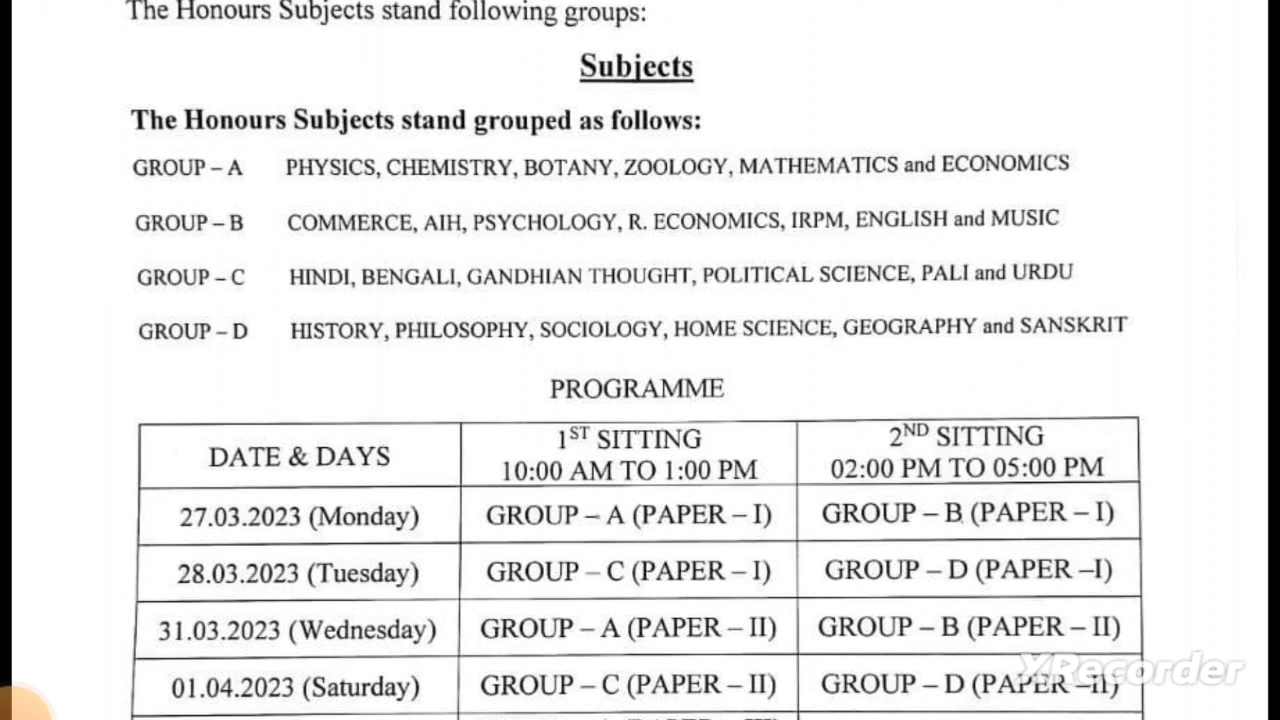 The Honours Subjects stand following groups:
Subjects
The Honours Subjects stand grouped as follows:
GROUP – A PHYSICS, CHEMISTRY, BOTANY, ZOOLOGY, MATHEMATICS and ECONOMICS
GROUP – B COMMERCE, AIH, PSYCHOLOGY, R. ECONOMICS, IRPM, ENGLISH and MUSIC
GROUP – C HINDI, BENGALI, GANDHIAN THOUGHT, POLITICAL SCIENCE, PALI and URDU
GROUP – D HISTORY, PHILOSOPHY, SOCIOLOGY, HOME SCIENCE, GEOGRAPHY and SANSKRIT
PROGRAMME
DATE & DAYS 1ST SITTING 10:00 AM TO 1:00 PM 2ND SITTING 02:00 PM TO 05:00 PM
27.03.2023 (Monday) GROUP – A (PAPER – I) GROUP – B (PAPER – I)
28.03.2023 (Tuesday) GROUP – C (PAPER – I) GROUP – D (PAPER –I)
31.03.2023 (Wednesday) GROUP – A (PAPER – II) GROUP – B (PAPER – II)
01.04.2023 (Saturday) GROUP – C (PAPER – II) GROUP – D (PAPER –II)
XRecorder